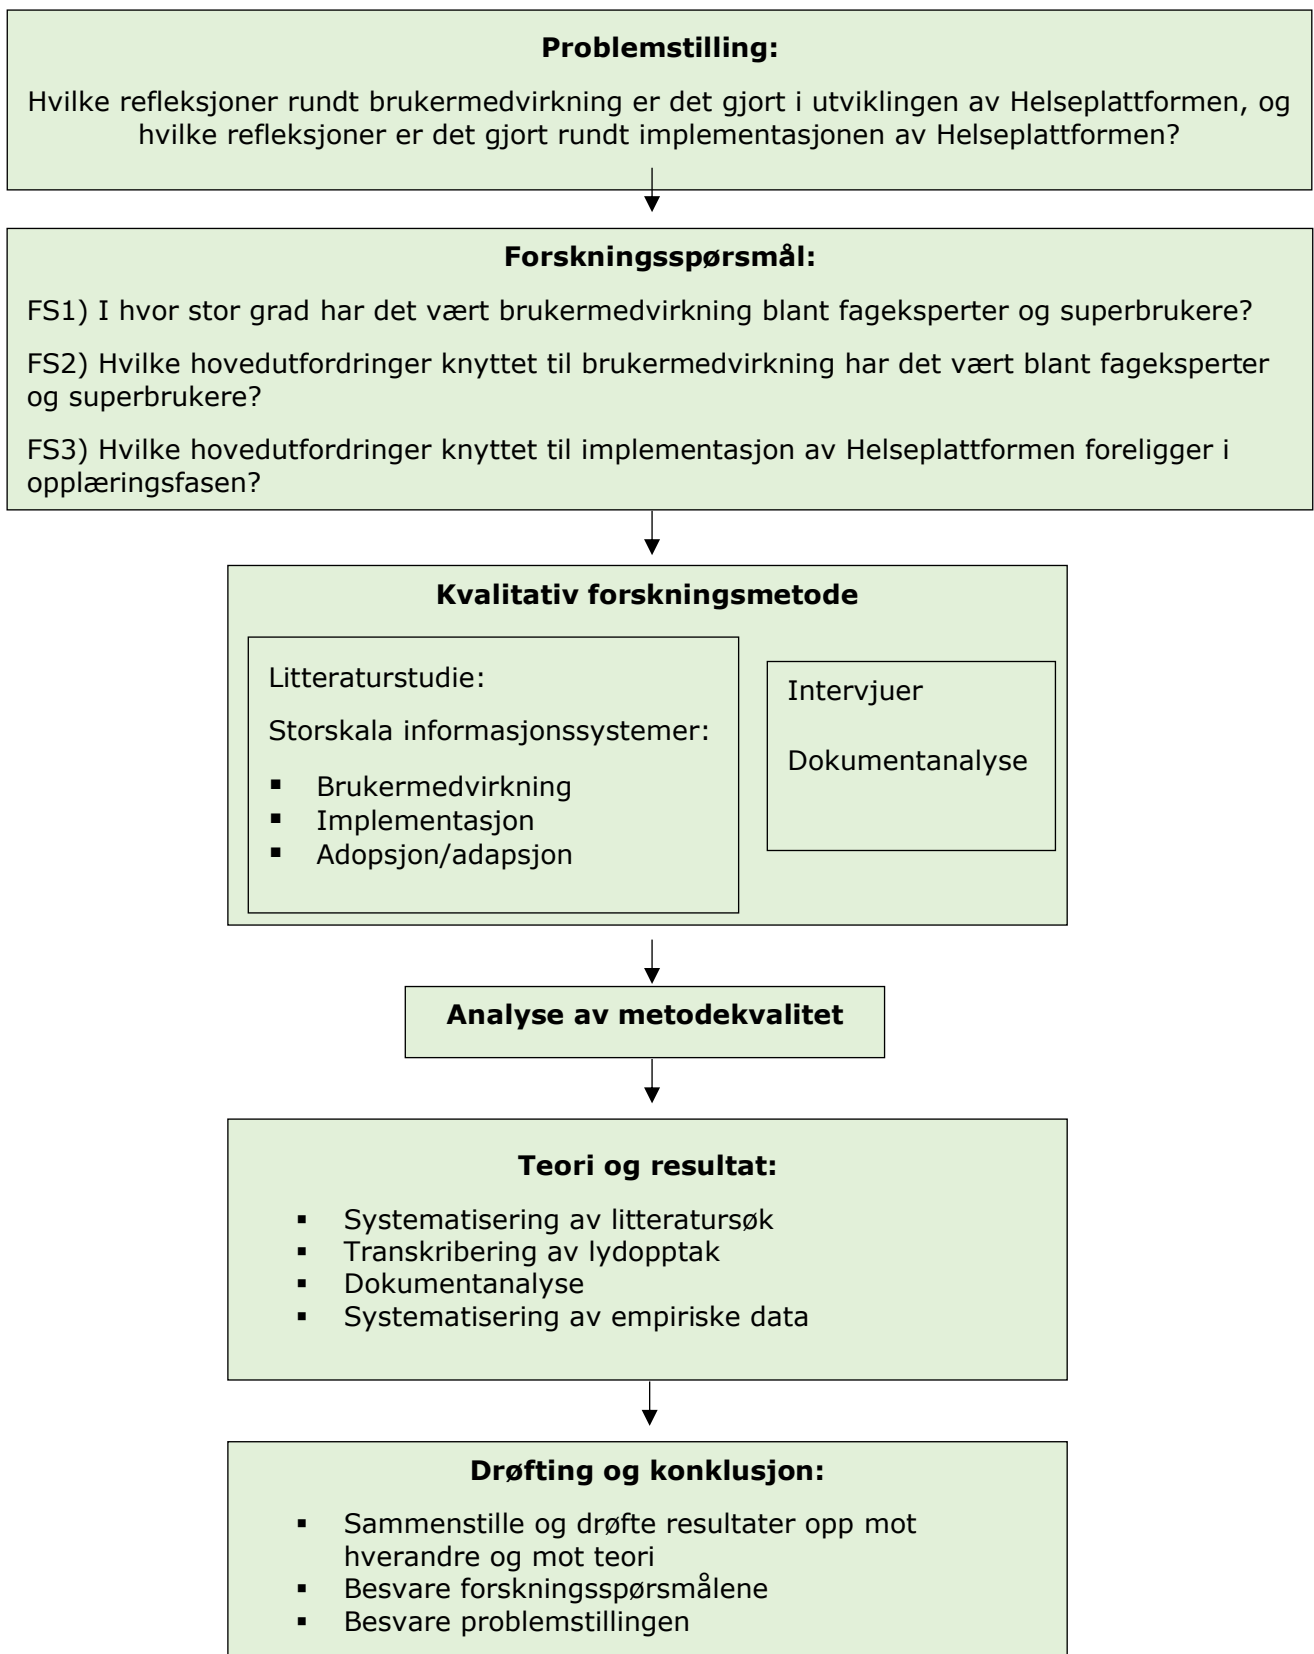 Problemstilling:
Hvilke refleksjoner rundt brukermedvirkning er det gjort i utviklingen av Helseplattformen, og
hvilke refleksjoner er det gjort rundt implementasjonen av Helseplattformen?
Forskningsspørsmål:
FS1) I hvor stor grad har det vært brukermedvirkning blant fageksperter og superbrukere?
FS2) Hvilke hovedutfordringer knyttet til brukermedvirkning har det vært blant fageksperter
og superbrukere?
FS3) Hvilke hovedutfordringer knyttet til implementasjon av Helseplattformen foreligger i
opplæringsfasen?
Kvalitativ forskningsmetode
Litteraturstudie:
Storskala informasjonssystemer:
▪ Brukermedvirkning
▪ Implementasjon
▪ Adopsjon/adapsjon
Intervjuer
Dokumentanalyse
Analyse av metodekvalitet
Teori og resultat:
▪ Systematisering av litteratursøk
▪ Transkribering av lydopptak
▪ Dokumentanalyse
▪ Systematisering av empiriske data
Drøfting og konklusjon:
▪ Sammenstille og drøfte resultater opp mot
hverandre og mot teori
▪ Besvare forskningsspørsmålene
▪ Besvare problemstillingen